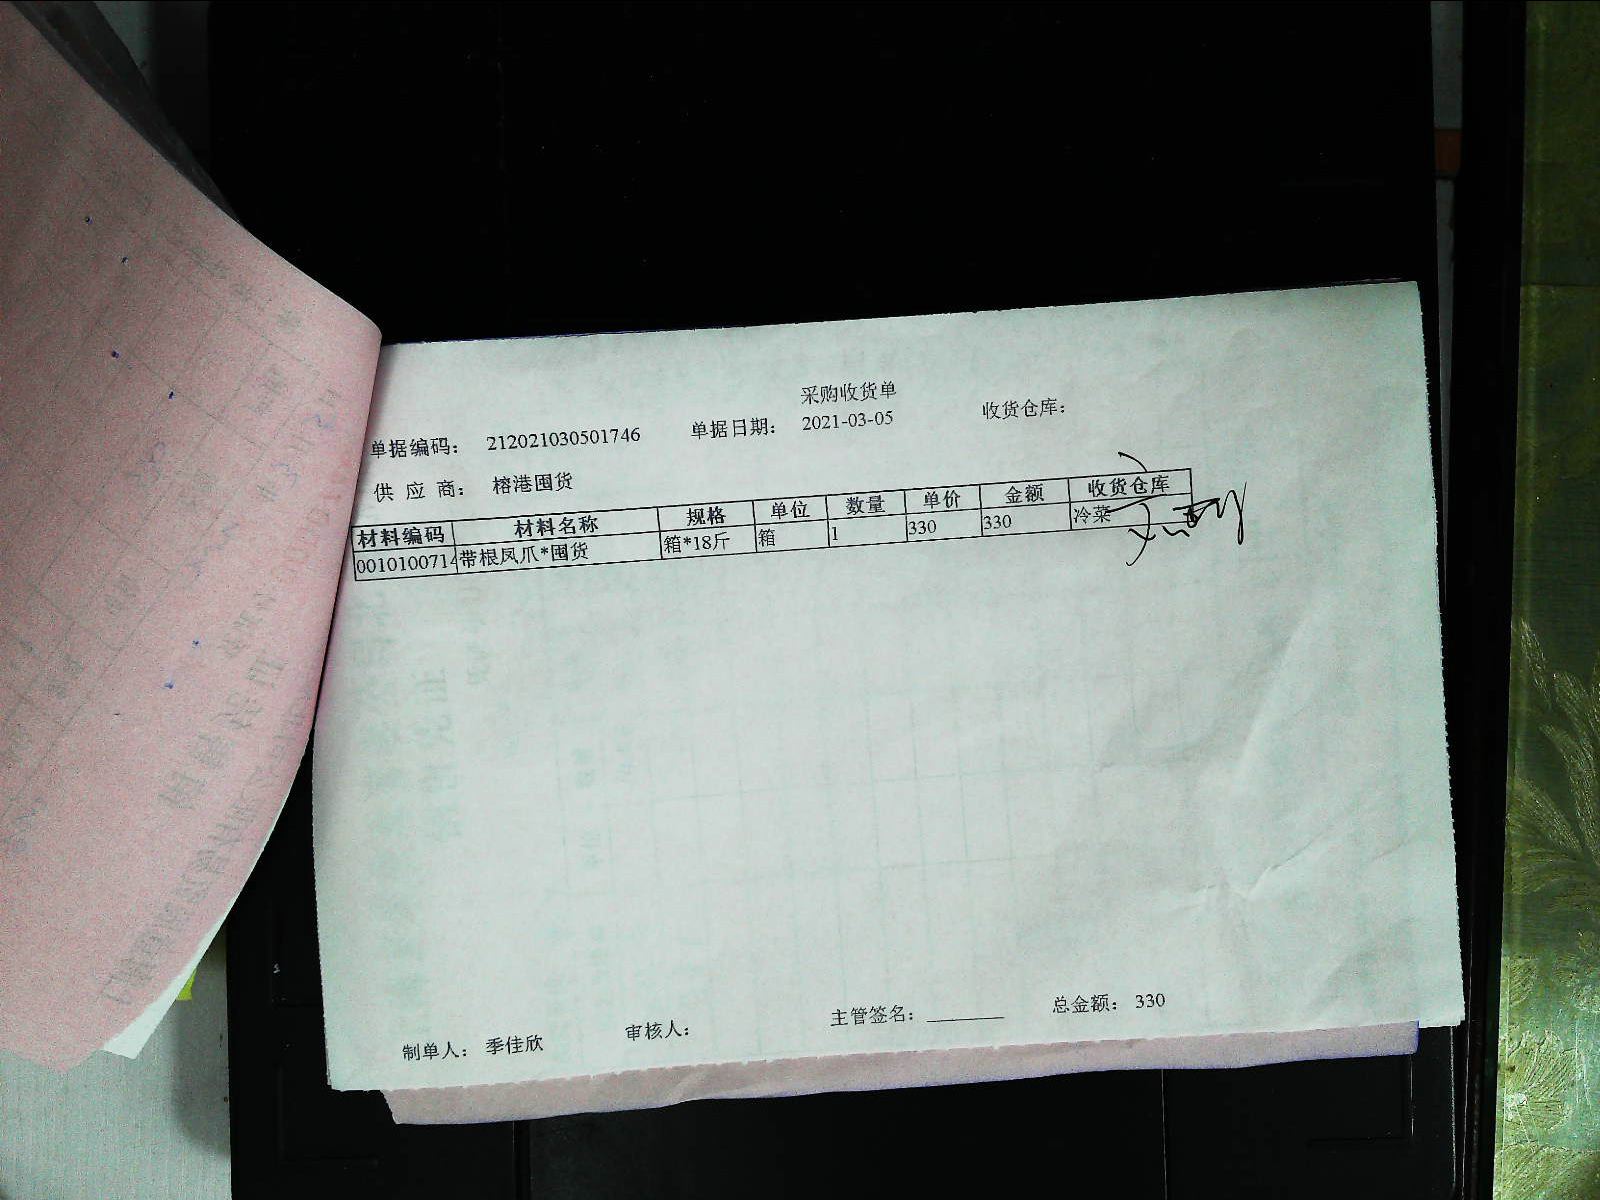 采购收货单
单据编码： 212021030501746 单据日期： 2021-03-05 收货仓库：
供 应 商： 榕港囤货
材料编码 材料名称 规格 单位 数量 单价 金额 收货仓库
0010100714 带根凤爪*囤货 箱*18斤 箱 1 330 330 冷菜
制单人： 季佳欣 审核人： 主管签名：________ 总金额： 330